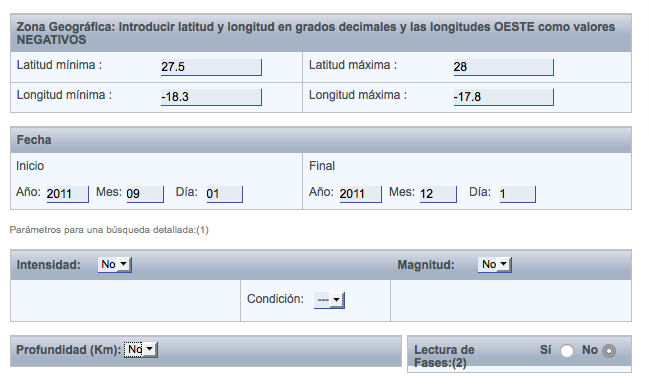 Zona Geográfica: Introducir latitud y longitud en grados decimales y las longitudes OESTE como valores
NEGATIVOS
Latitud mínima : 27.5 Latitud máxima : 28
Longitud mínima : -18.3 Longitud máxima : -17.8
Fecha
Inicio Final
Año: 2011 Mes: 09 Día: 01 Año: 2011 Mes: 12 Día: 1
Parámetros para una búsqueda detallada:(1)
Intensidad: No Magnitud: No
Condición: ---
Profundidad (Km): No Lectura de Sí No
Fases:(2)